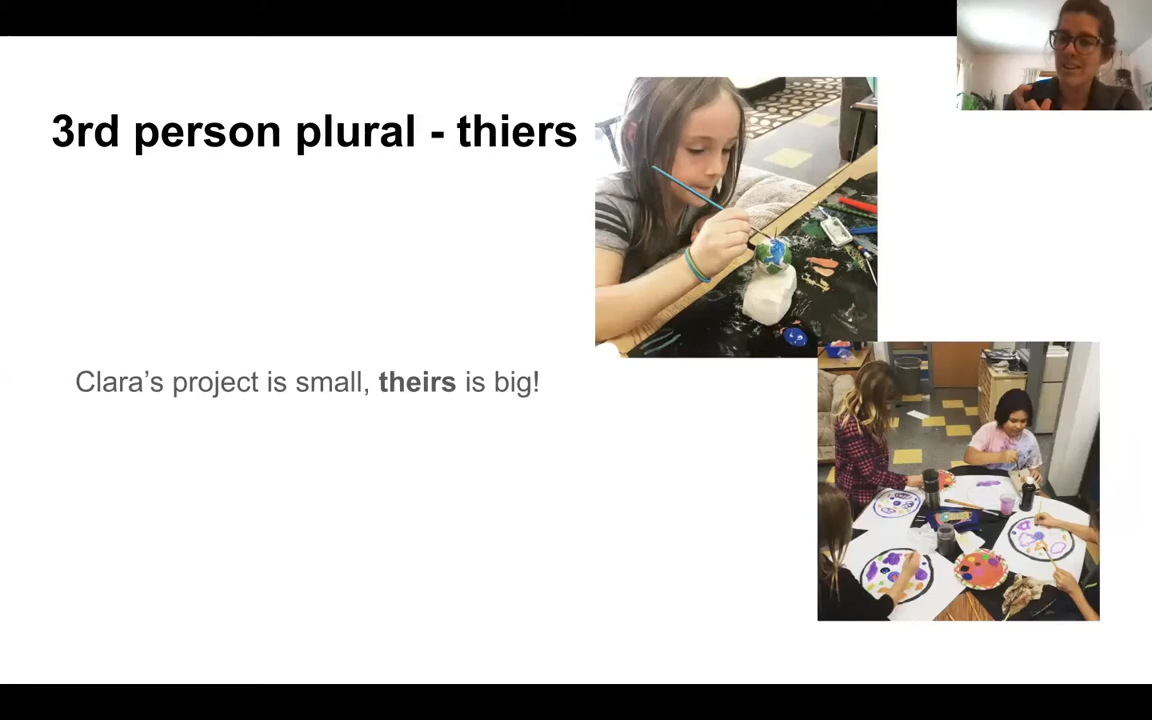 3rd person plural - thiers
Clara’s project is small, theirs is big!